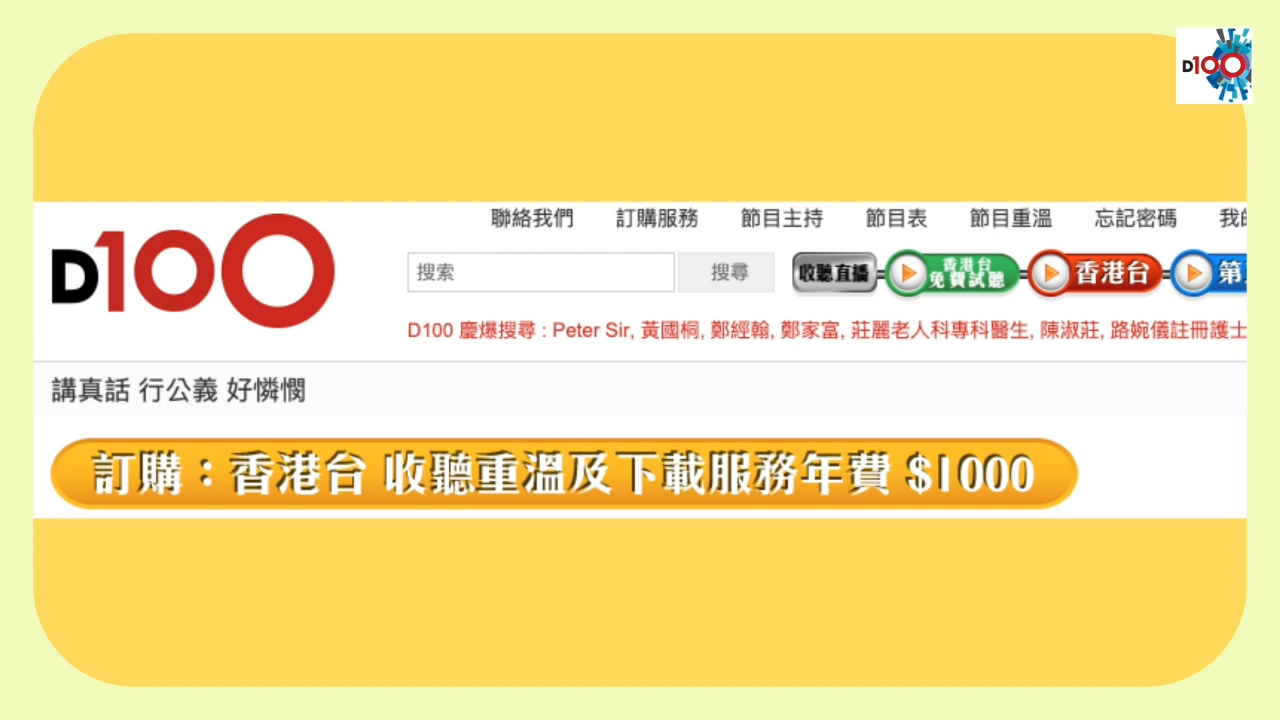 D100
D100
聯絡我們 訂購服務 節目主持 節目表 節目重溫 忘記密碼 我的
搜索 搜尋 收聽直播 香港台 免費試聽 香港台 第
D100 慶爆搜尋 : Peter Sir, 黃國桐, 鄭經翰, 鄭家富, 莊麗老人科專科醫生, 陳淑莊, 路婉儀註冊護士
講真話 行公義 好憐憫
訂購：香港台 收聽重溫及下載服務年費 $1000